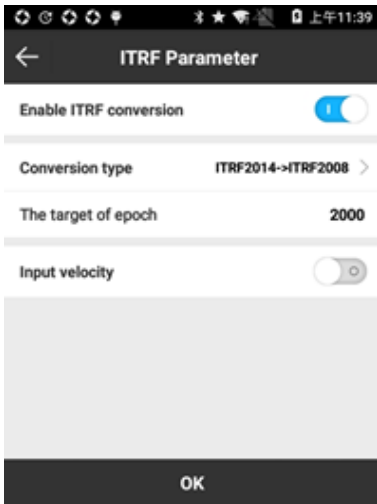 上午11:39
ITRF Parameter
Enable ITRF conversion
Conversion type ITRF2014->ITRF2008 >
The target of epoch 2000
Input velocity
OK